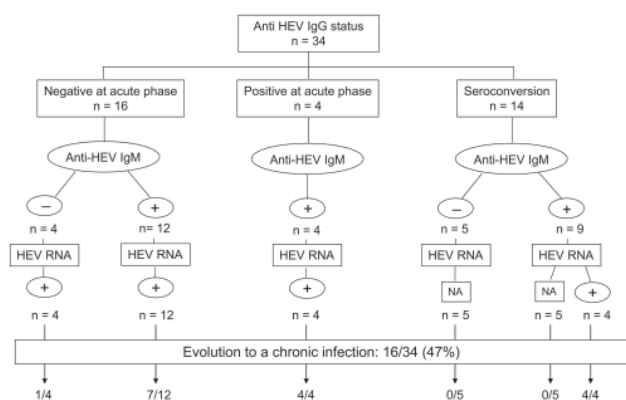 Anti HEV IgG status
n = 34
Negative at acute phase
n = 16
Positive at acute phase
n = 4
Seroconversion
n = 14
Anti-HEV IgM
Anti-HEV IgM
Anti-HEV IgM
– + + – +
n = 4 n= 12 n = 4 n = 5 n = 9
HEV RNA HEV RNA HEV RNA HEV RNA HEV RNA
+ + + NA NA +
n = 4 n = 12 n = 4 n = 5 n = 5 n = 4
Evolution to a chronic infection: 16/34 (47%)
1/4 7/12 4/4 0/5 0/5 4/4